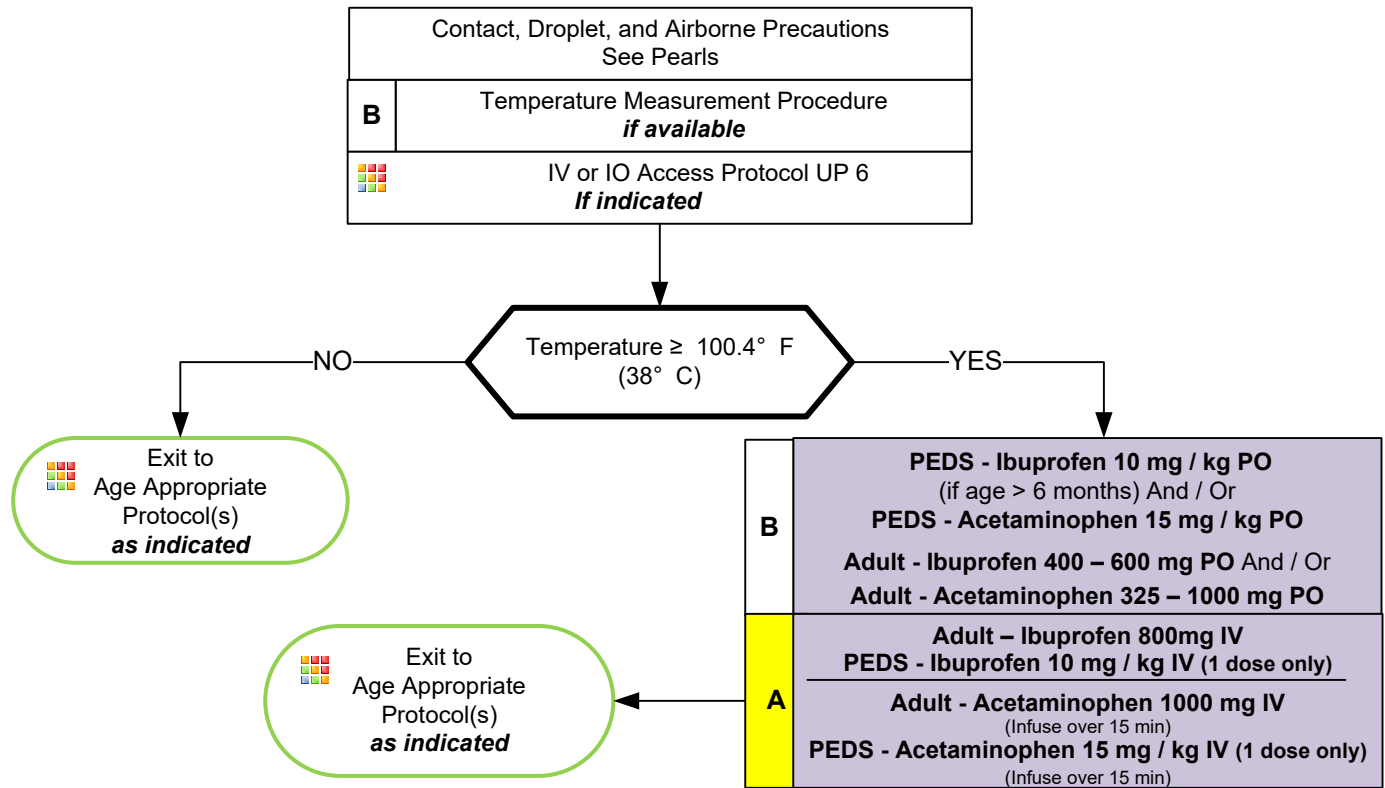 Contact, Droplet, and Airborne Precautions
See Pearls
B
Temperature Measurement Procedure
if available
IV or IO Access Protocol UP 6
If indicated
Temperature ≥ 100.4° F
(38° C)
NO
YES
Exit to
Age Appropriate
Protocol(s)
as indicated
B
PEDS - Ibuprofen 10 mg / kg PO
(if age > 6 months) And / Or
PEDS - Acetaminophen 15 mg / kg PO
Adult - Ibuprofen 400 – 600 mg PO And / Or
Adult - Acetaminophen 325 – 1000 mg PO
A
Adult – Ibuprofen 800mg IV
PEDS - Ibuprofen 10 mg / kg IV (1 dose only)
Adult - Acetaminophen 1000 mg IV
(Infuse over 15 min)
PEDS - Acetaminophen 15 mg / kg IV (1 dose only)
(Infuse over 15 min)
Exit to
Age Appropriate
Protocol(s)
as indicated